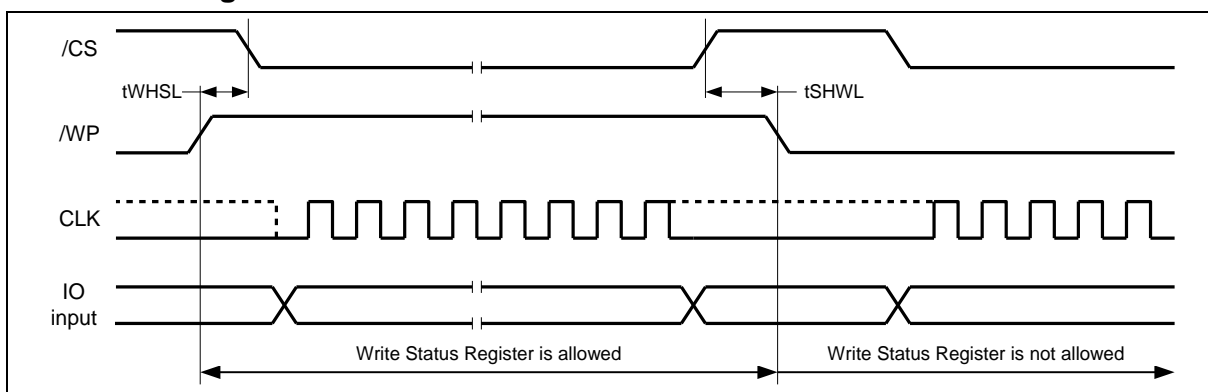 /CS
tWHSL
tSHWL
/WP
CLK
IO
input
Write Status Register is allowed
Write Status Register is not allowed